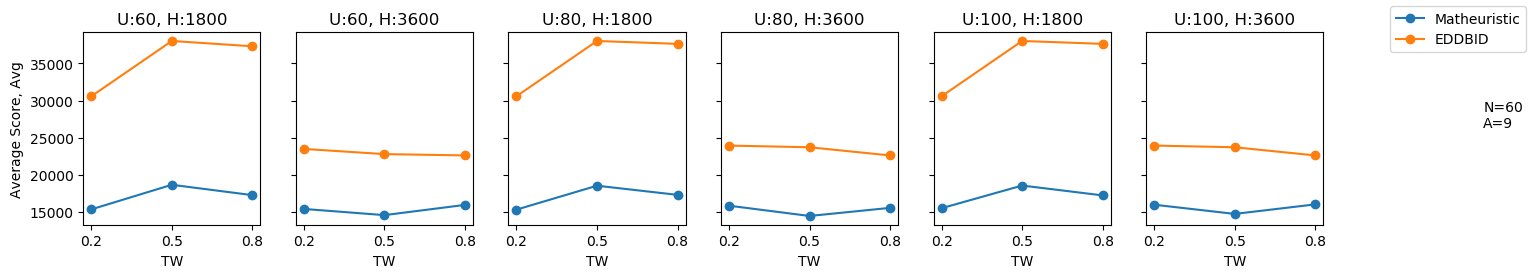 U:60, H:1800
U:60, H:3600
U:80, H:1800
U:80, H:3600
U:100, H:1800
U:100, H:3600
Matheuristic
EDDBID
Average Score, Avg
35000
30000
25000
20000
15000
N=60
A=9
0.2 0.5 0.8
0.2 0.5 0.8
0.2 0.5 0.8
0.2 0.5 0.8
0.2 0.5 0.8
0.2 0.5 0.8
TW
TW
TW
TW
TW
TW